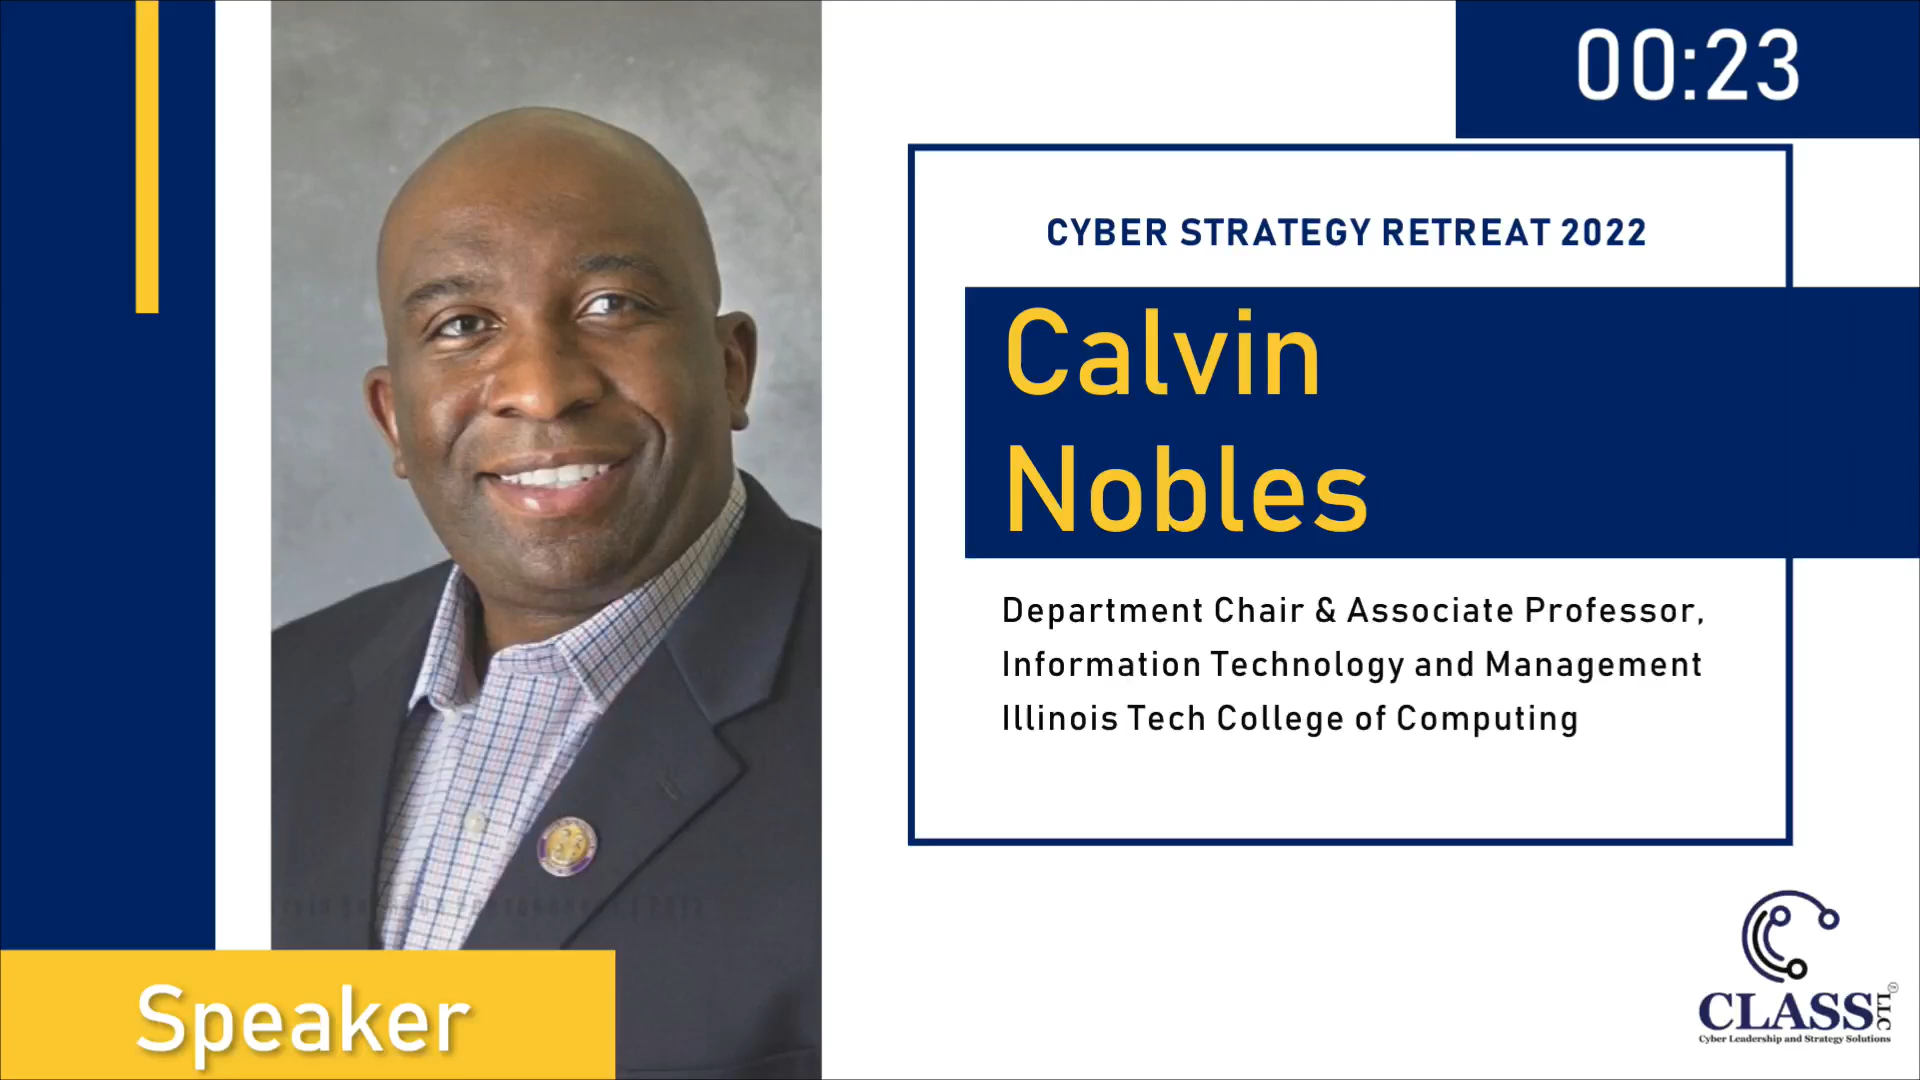 00:23
CYBER STRATEGY RETREAT 2022
Calvin
Nobles
Department Chair & Associate Professor,
Information Technology and Management
Illinois Tech College of Computing
Speaker
CLASS LLC®
Cyber Leadership and Strategy Solutions